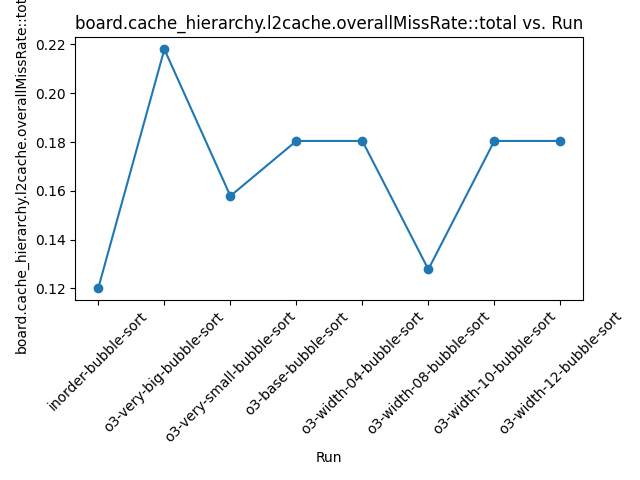 board.cache_hierarchy.l2cache.overallMissRate::total vs. Run
board.cache_hierarchy.l2cache.overallMissRate::to
0.22
0.20
0.18
0.16
0.14
0.12
inorder-bubble-sort
o3-very-big-bubble-sort
o3-very-small-bubble-sort
o3-base-bubble-sort
o3-width-04-bubble-sort
o3-width-08-bubble-sort
o3-width-10-bubble-sort
o3-width-12-bubble-sort
Run